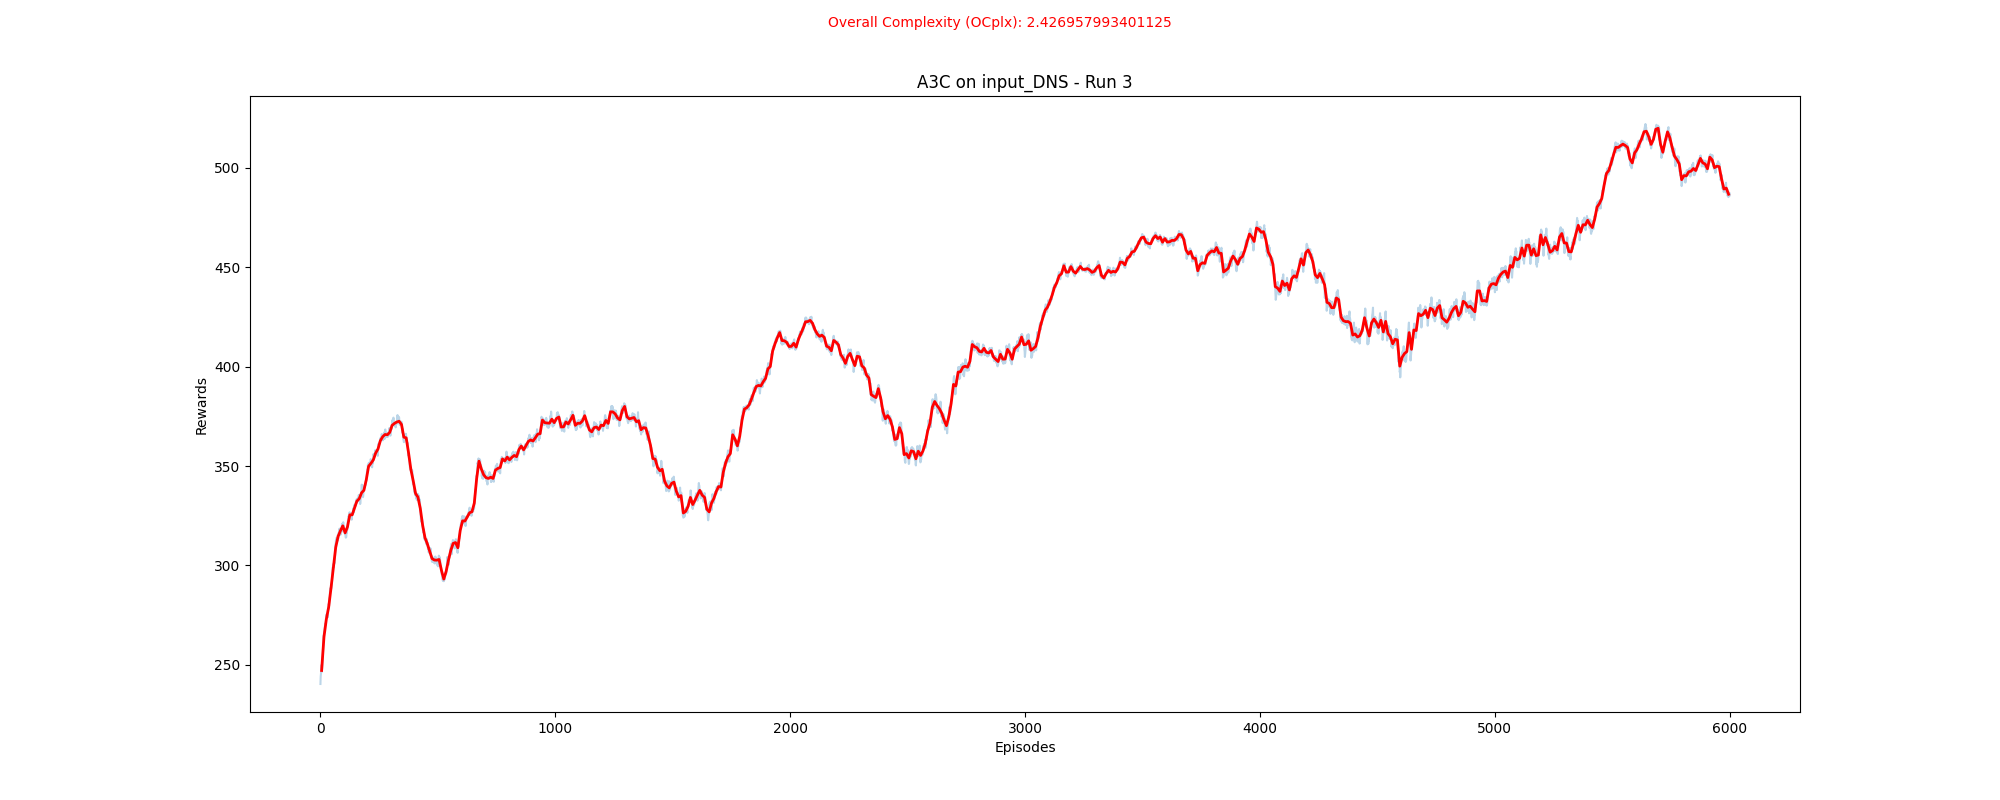 Overall Complexity (OCplx): 2.426957993401125
A3C on input_DNS - Run 3
Rewards
500
450
400
350
300
250
0 1000 2000 3000 4000 5000 6000
Episodes